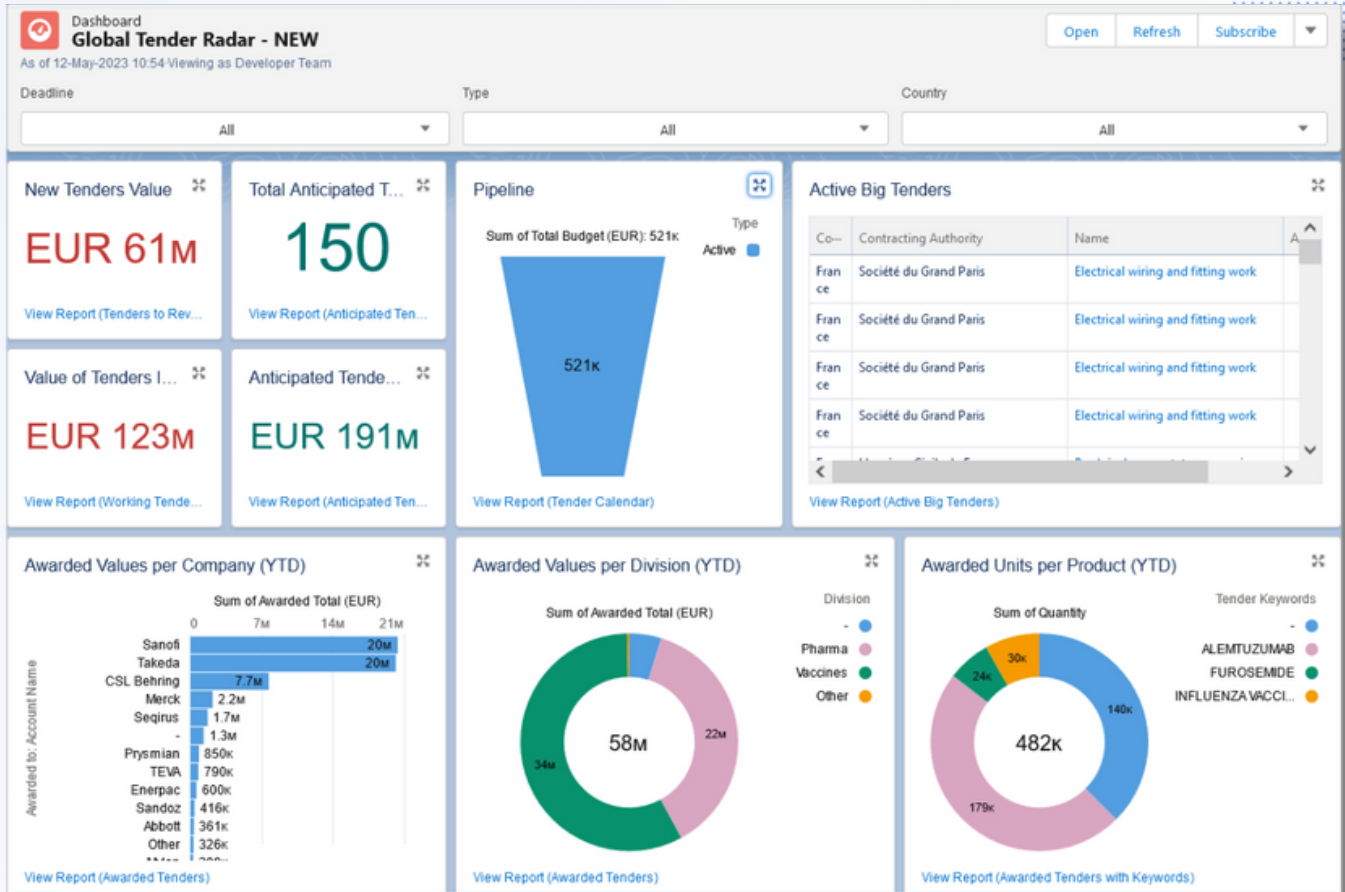 Dashboard
Global Tender Radar - NEW
As of 12-May-2023 10:54 Viewing as Developer Team
Open
Refresh
Subscribe
Deadline
All
Type
All
Country
All
New Tenders Value
EUR 61M
View Report (Tenders to Rev...
Total Anticipated T...
150
View Report (Anticipated Ten...
Value of Tenders I...
EUR 123M
View Report (Working Tende...
Anticipated Tende...
EUR 191M
View Report (Anticipated Ten...
Pipeline
Sum of Total Budget (EUR): 521K
Type
Active
521K
View Report (Tender Calendar)
Active Big Tenders
Co... Contracting Authority Name A
Fran
ce
Société du Grand Paris Electrical wiring and fitting work
Fran
ce
Société du Grand Paris Electrical wiring and fitting work
Fran
ce
Société du Grand Paris Electrical wiring and fitting work
Fran
ce
Société du Grand Paris Electrical wiring and fitting work
View Report (Active Big Tenders)
Awarded Values per Company (YTD)
Sum of Awarded Total (EUR)
0 7M 14M 21M
Awarded to: Account Name
Sanofi 20M
Takeda 20M
CSL Behring 7.7M
Merck 2.2M
Seqirus 1.7M
- 1.3M
Prysmian 850K
TEVA 790K
Enerpac 600K
Sandoz 416K
Abbott 361K
Other 326K
View Report (Awarded Tenders)
Awarded Values per Division (YTD)
Sum of Awarded Total (EUR)
Division
-
Pharma
Vaccines
Other
22M
34M
58M
View Report (Awarded Tenders)
Awarded Units per Product (YTD)
Sum of Quantity
Tender Keywords
-
ALEMTUZUMAB
FUROSEMIDE
INFLUENZA VACCI...
30K
24K
140K
179K
482K
View Report (Awarded Tenders with Keywords)